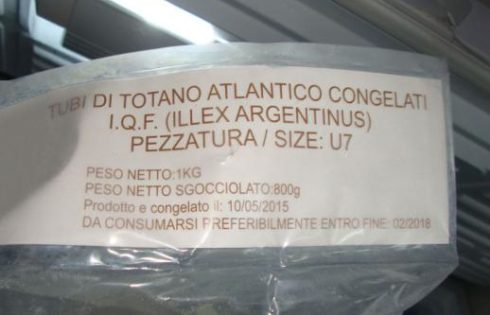 TUBI DI TOTANO ATLANTICO CONGELATI
I.Q.F. (ILLEX ARGENTINUS)
PEZZATURA / SIZE: U7
PESO NETTO:1KG
PESO NETTO SGOCCIOLATO:800g
Prodotto e congelato il: 10/05/2015
DA CONSUMARSI PREFERIBILMENTE ENTRO FINE: 02/2018